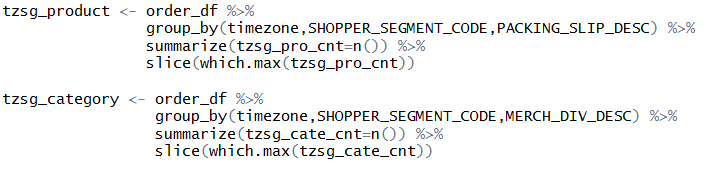 tzsg_product <- order_df %>%
group_by(timezone,SHOPPER_SEGMENT_CODE,PACKING_SLIP_DESC) %>%
summarize(tzsg_pro_cnt=n()) %>%
slice(which.max(tzsg_pro_cnt))
tzsg_category <- order_df %>%
group_by(timezone,SHOPPER_SEGMENT_CODE,MERCH_DIV_DESC) %>%
summarize(tzsg_cate_cnt=n()) %>%
slice(which.max(tzsg_cate_cnt))